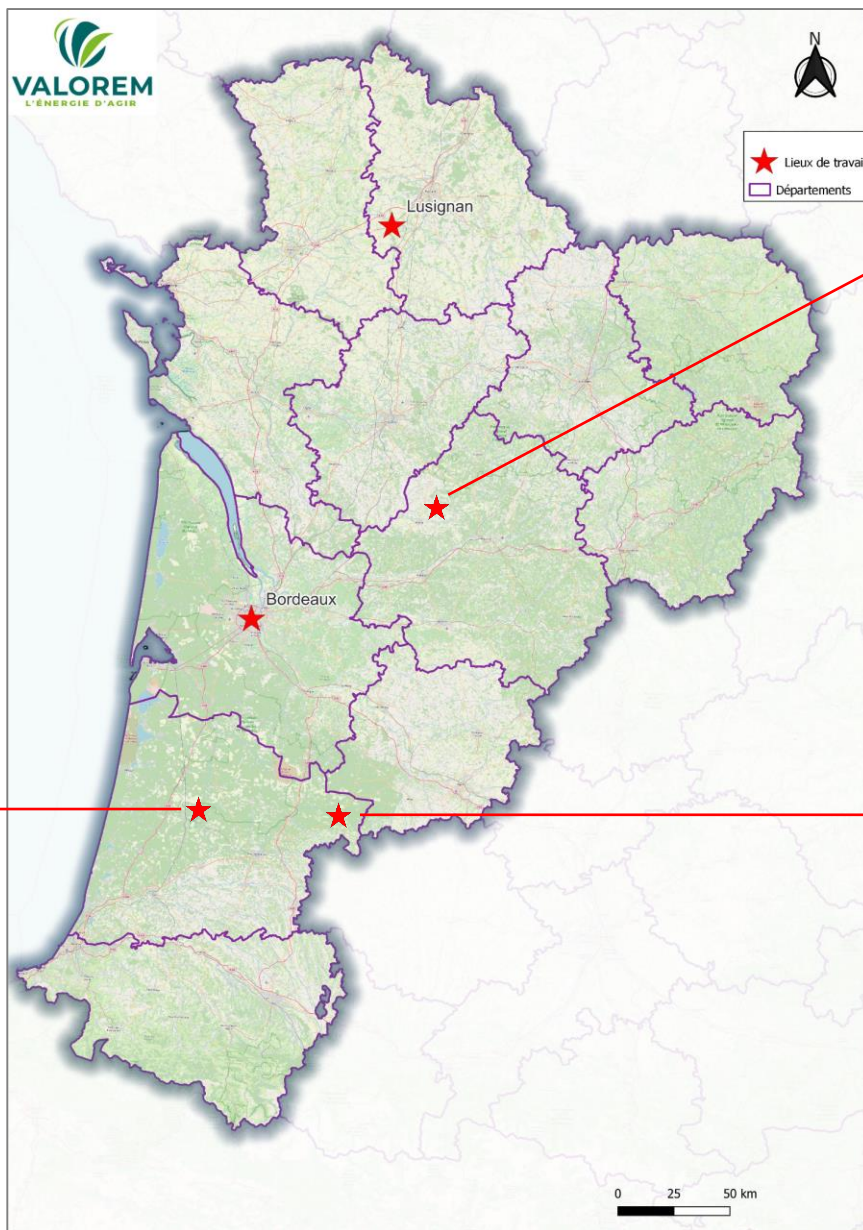 VALOREM
L'ÉNERGIE D'AGIR
N
Lieux de travai
Départements
Lusignan
Bordeaux
0 25 50 km